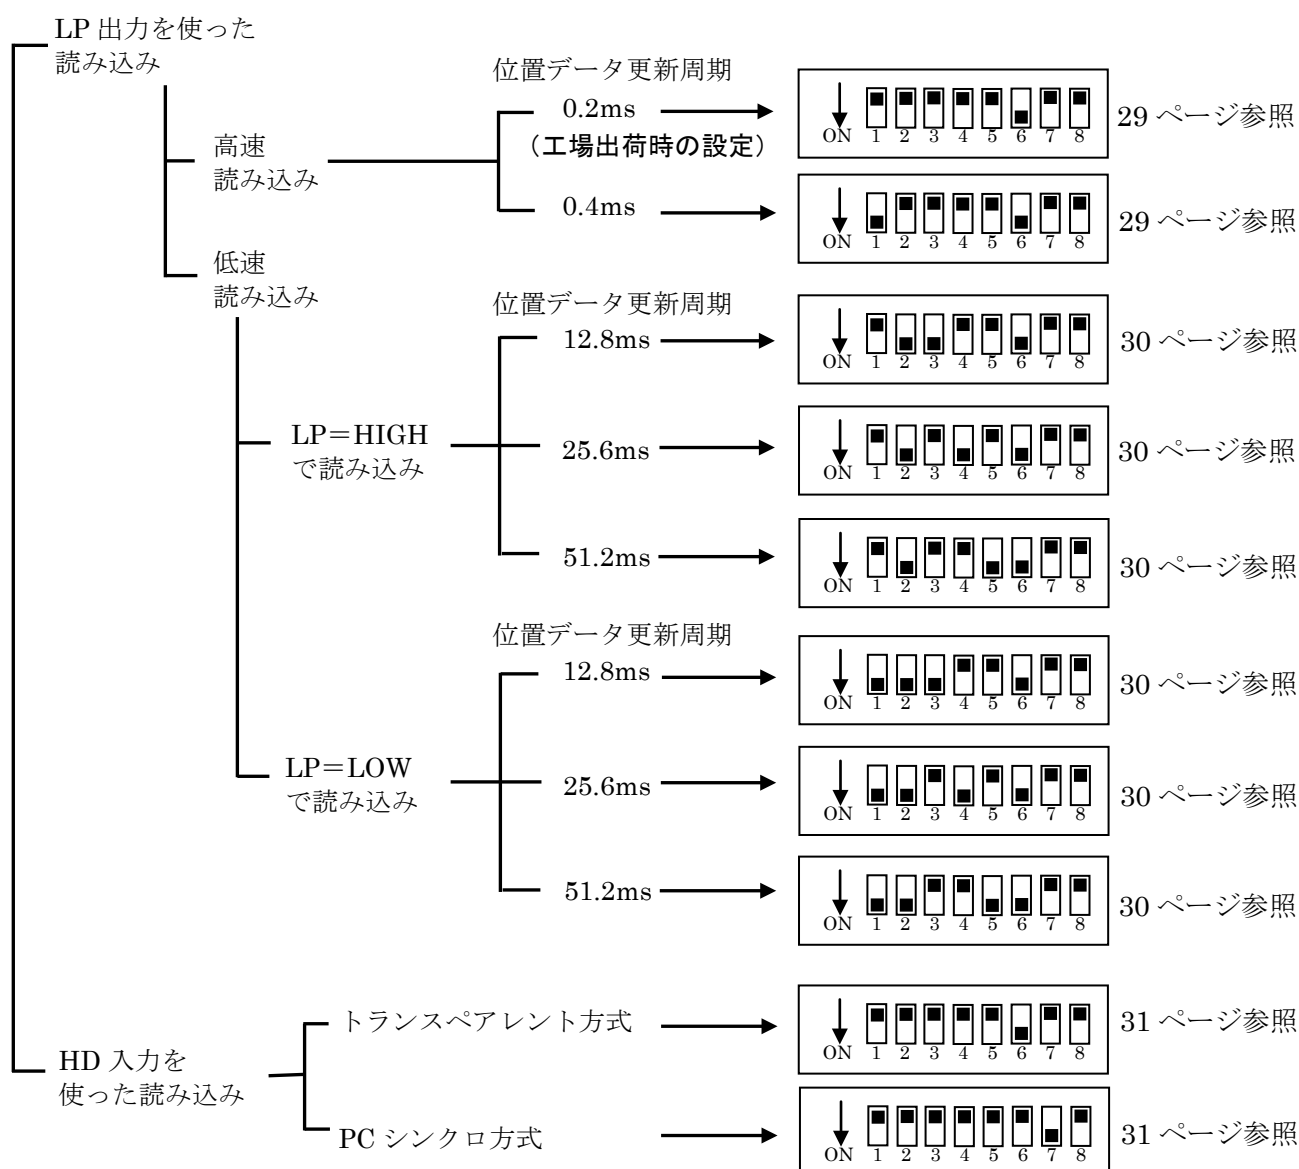 LP 出力を使った
読み込み
高速
読み込み
位置データ更新周期
0.2ms
（工場出荷時の設定）
ON 1 2 3 4 5 6 7 8
29 ページ参照
0.4ms
ON 1 2 3 4 5 6 7 8
29 ページ参照
低速
読み込み
LP＝HIGH
で読み込み
位置データ更新周期
12.8ms
ON 1 2 3 4 5 6 7 8
30 ページ参照
25.6ms
ON 1 2 3 4 5 6 7 8
30 ページ参照
51.2ms
ON 1 2 3 4 5 6 7 8
30 ページ参照
LP＝LOW
で読み込み
位置データ更新周期
12.8ms
ON 1 2 3 4 5 6 7 8
30 ページ参照
25.6ms
ON 1 2 3 4 5 6 7 8
30 ページ参照
51.2ms
ON 1 2 3 4 5 6 7 8
30 ページ参照
HD 入力を
使った読み込み
トランスペアレント方式
ON 1 2 3 4 5 6 7 8
31 ページ参照
PC シンクロ方式
ON 1 2 3 4 5 6 7 8
31 ページ参照